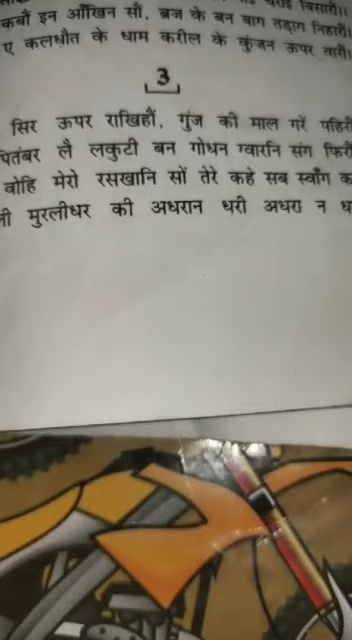 बिसारौं।।
कबौं इन आँखिन सौं, ब्रज के बन बाग तड़ाग निहारौं।
ए कलधौत के धाम करील के कुंजन ऊपर वारौं।
3
सिर ऊपर राखिहौं, गुंज की माल गरें पहिरौ
पितंबर लै लकुटी बन गोधन ग्वारनि संग फिरौ
वोहि मेरो रसखानि सों तेरे कहे सब स्वाँग क
मुरलीधर की अधरान धरी अधरा न ध